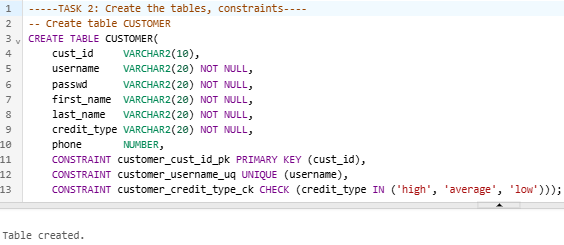 1 -----TASK 2: Create the tables, constraints----
2 -- Create table CUSTOMER
3 CREATE TABLE CUSTOMER(
4 cust_id VARCHAR2(10),
5 username VARCHAR2(20) NOT NULL,
6 passwd VARCHAR2(20) NOT NULL,
7 first_name VARCHAR2(20) NOT NULL,
8 last_name VARCHAR2(20) NOT NULL,
9 credit_type VARCHAR2(20) NOT NULL,
10 phone NUMBER,
11 CONSTRAINT customer_cust_id_pk PRIMARY KEY (cust_id),
12 CONSTRAINT customer_username_uq UNIQUE (username),
13 CONSTRAINT customer_credit_type_ck CHECK (credit_type IN ('high', 'average', 'low')));
Table created.